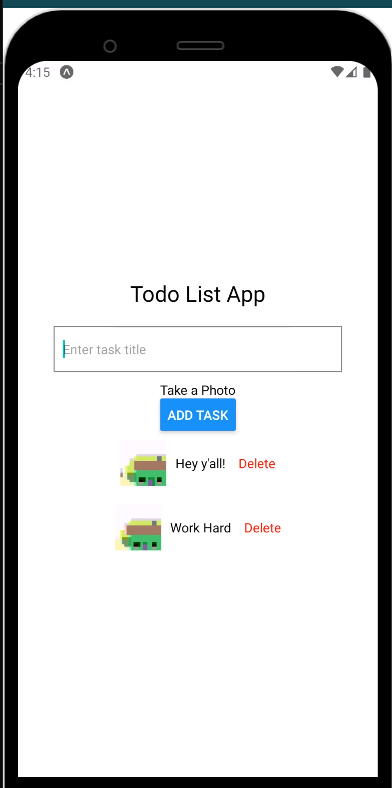 4:15
Todo List App
Enter task title
Take a Photo
ADD TASK
Hey y'all! Delete
Work Hard Delete